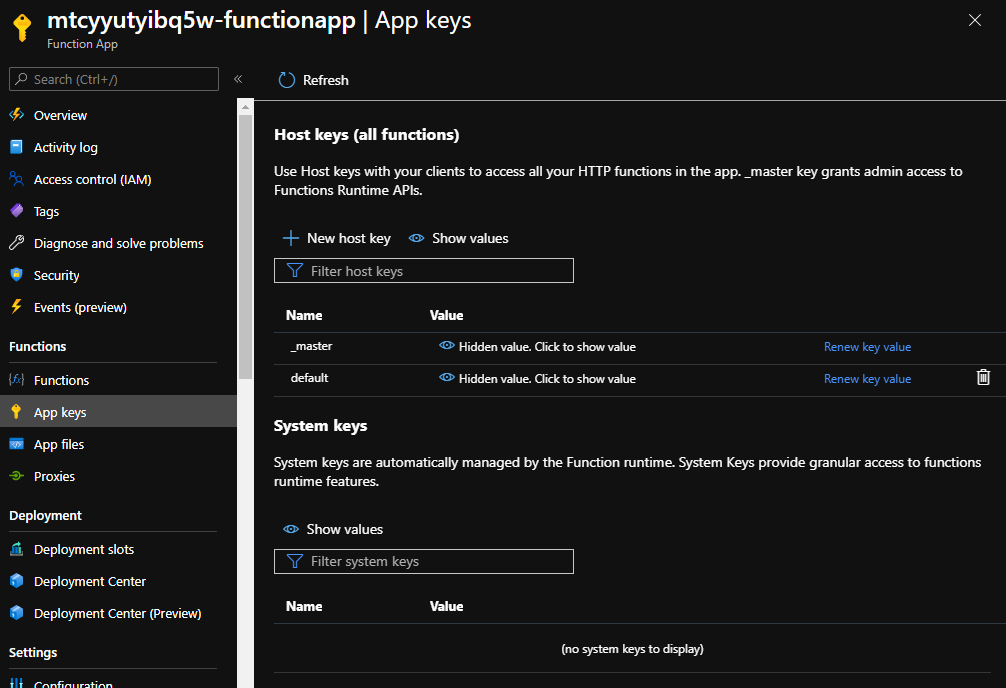 mtcyyutyibq5w-functionapp | App keys
Function App
Search (Ctrl+/)
«
Refresh
Overview
Activity log
Access control (IAM)
Tags
Diagnose and solve problems
Security
Events (preview)
Functions
Functions
App keys
App files
Proxies
Deployment
Deployment slots
Deployment Center
Deployment Center (Preview)
Settings
Configuration
Host keys (all functions)
Use Host keys with your clients to access all your HTTP functions in the app. _master key grants admin access to
Functions Runtime APIs.
New host key Show values
Filter host keys
Name Value
_master Hidden value. Click to show value Renew key value
default Hidden value. Click to show value Renew key value
System keys
System keys are automatically managed by the Function runtime. System Keys provide granular access to functions
runtime features.
Show values
Filter system keys
Name Value
(no system keys to display)